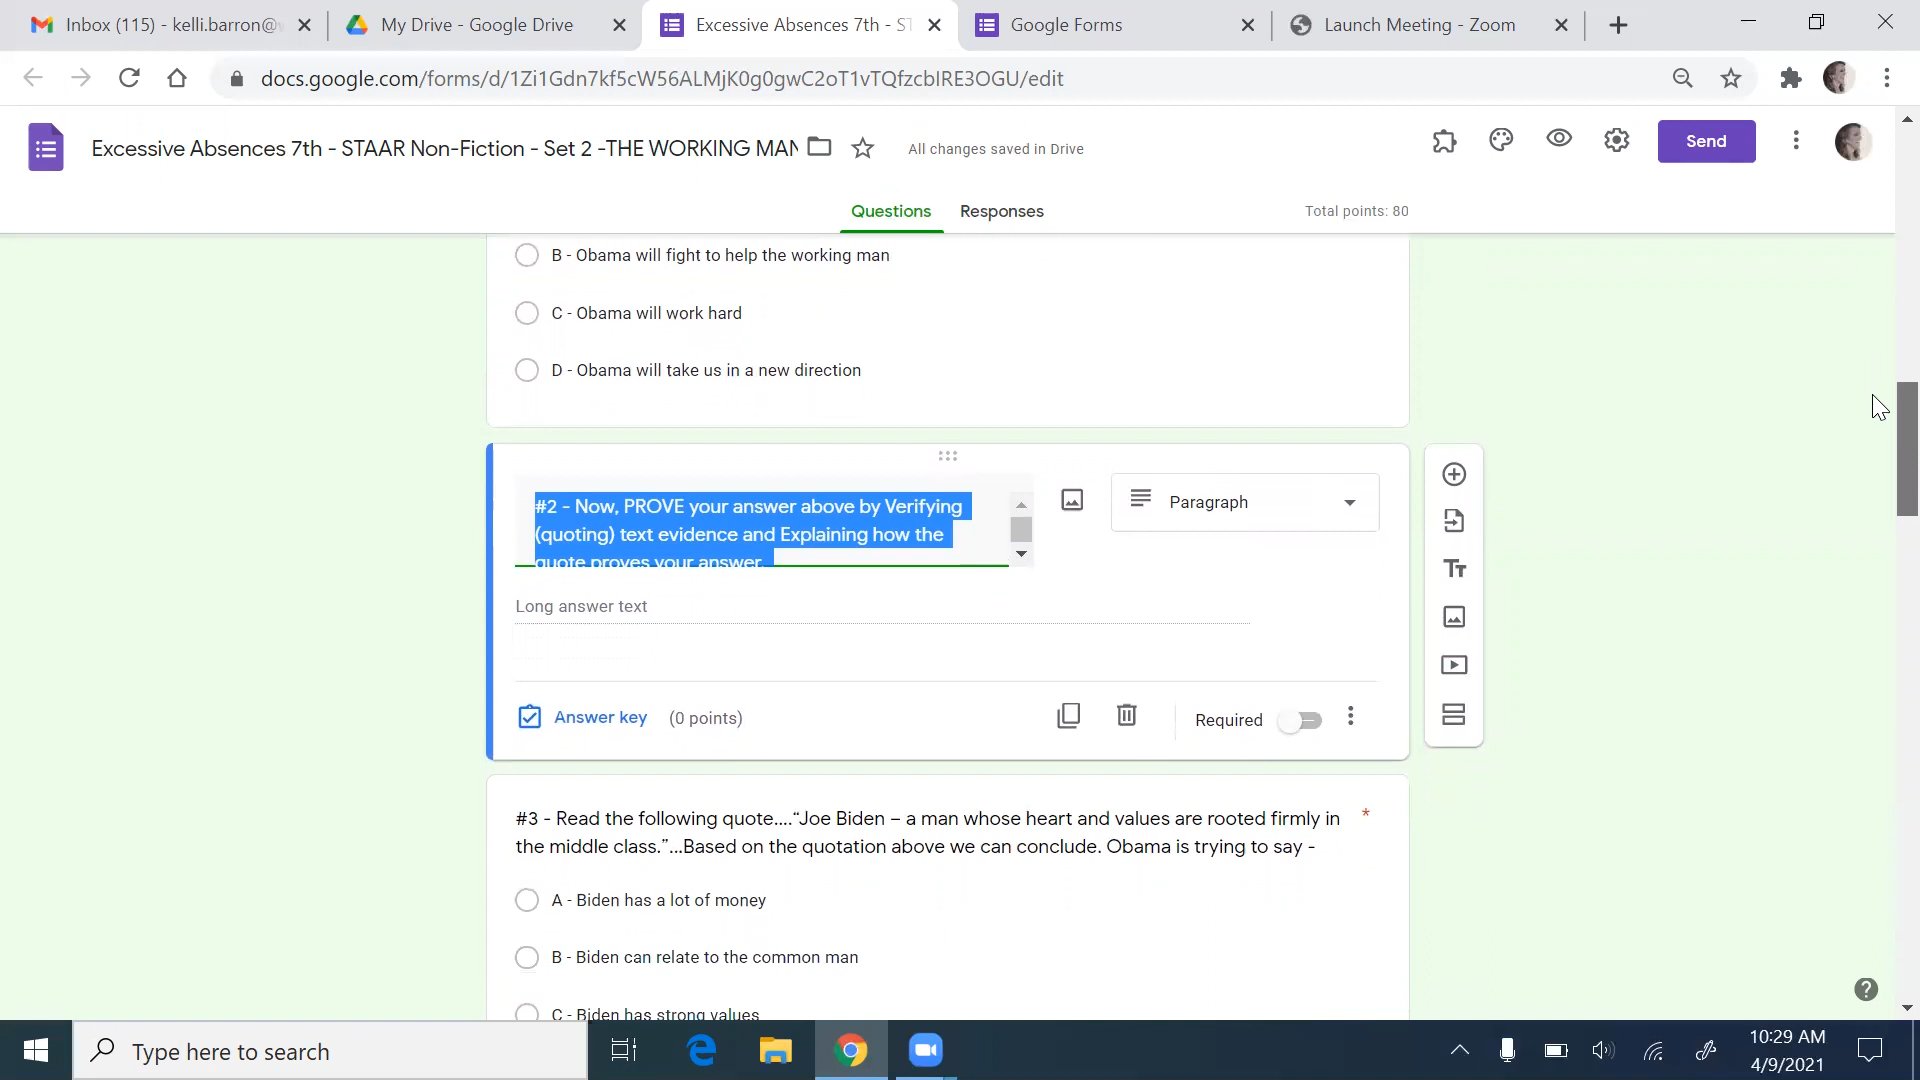 Inbox (115) - kelli.barron@
My Drive - Google Drive
Excessive Absences 7th - ST
Google Forms
Launch Meeting - Zoom
docs.google.com/forms/d/1Zi1Gdn7kf5cW56ALMjK0g0gwC2oT1vTQfzcbIRE3OGU/edit
Excessive Absences 7th - STAAR Non-Fiction - Set 2 -THE WORKING MAN
All changes saved in Drive
Send
Questions
Responses
Total points: 80
B - Obama will fight to help the working man
C - Obama will work hard
D - Obama will take us in a new direction
#2 - Now, PROVE your answer above by Verifying
(quoting) text evidence and Explaining how the
quote proves your answer.
Paragraph
Long answer text
Answer key
(0 points)
Required
#3 - Read the following quote....“Joe Biden – a man whose heart and values are rooted firmly in *
the middle class.”...Based on the quotation above we can conclude. Obama is trying to say -
A - Biden has a lot of money
B - Biden can relate to the common man
C - Biden has strong values
Type here to search
10:29 AM
4/9/2021